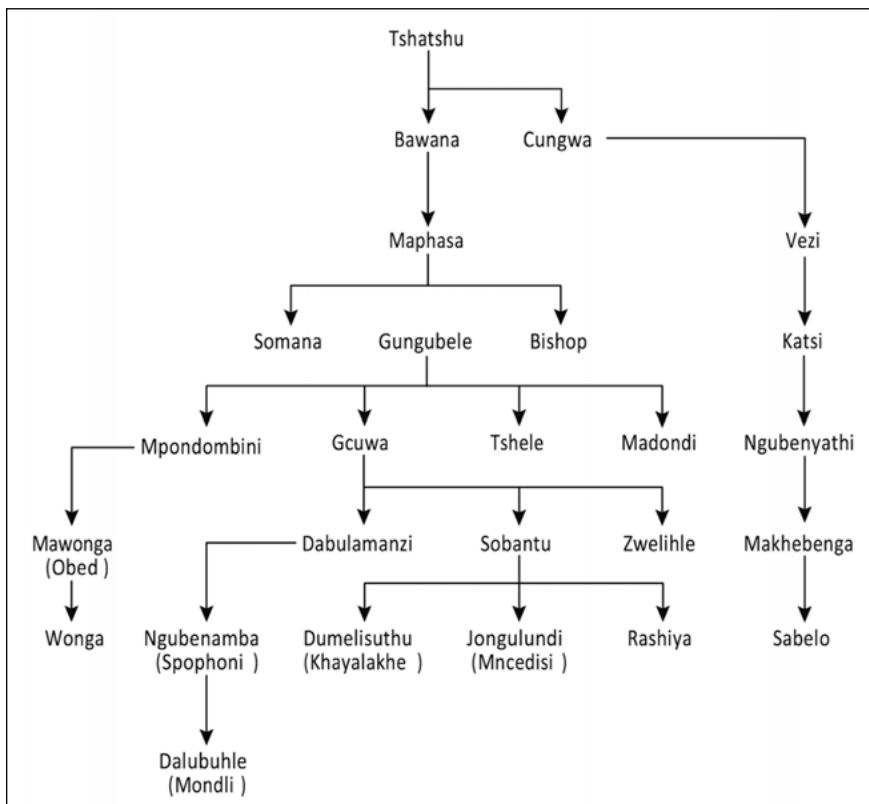 Tshatshu
Bawana Cungwa
Maphasa Vezi
Somana Gungubele Bishop Katsi
Mpondombini Gcuwa Tshele Madondi Ngubenyathi
Mawonga Dabulamanzi Sobantu Zwelihle Makhebenga
(Obed )
Wonga Ngubenamba Dumelisuthu Jongulundi Rashiya Sabelo
(Spophoni ) (Khayalakhe ) (Mncedisi )
Dalubuhle
(Mondli )